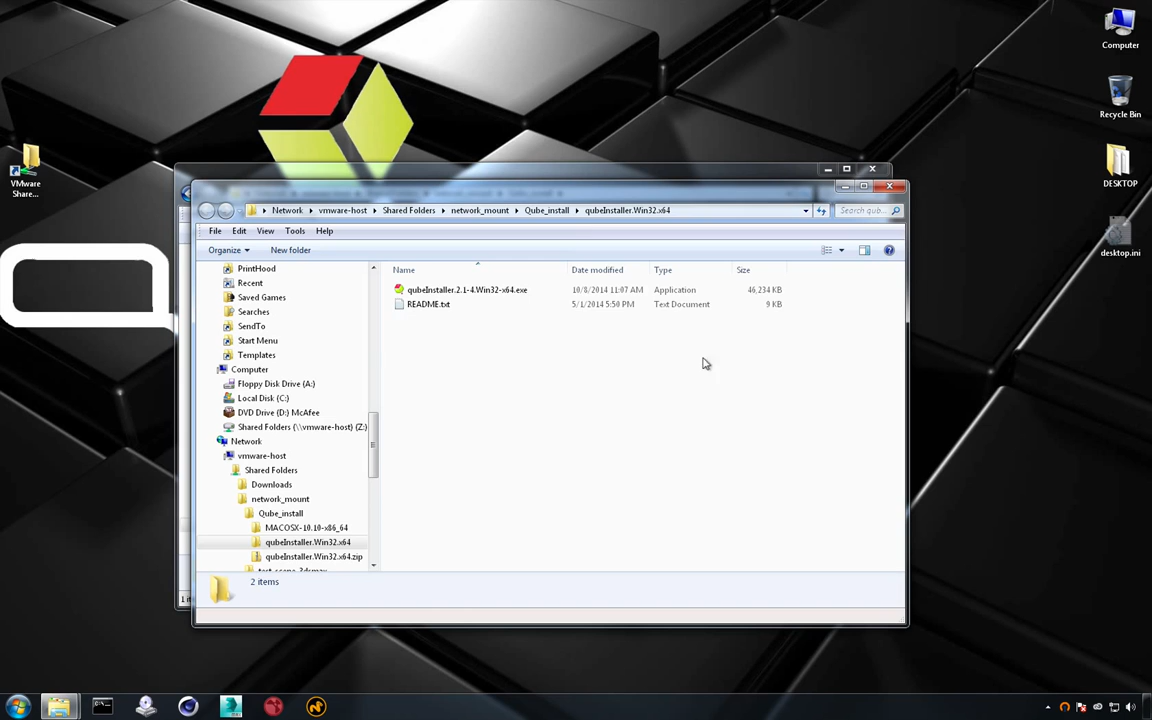 Computer
Recycle Bin
DESKTOP
desktop.ini
VMware
Share...
Network
vmware-host
Shared Folders
network_mount
Qube_install
qubeInstaller.Win32.x64
Search qub...
File
Edit
View
Tools
Help
Organize
New folder
Name
Date modified
Type
Size
qubeInstaller.2.1-4.Win32-x64.exe
10/8/2014 11:07 AM
Application
46,234 KB
README.txt
5/1/2014 5:50 PM
Text Document
9 KB
PrintHood
Recent
Saved Games
Searches
SendTo
Start Menu
Templates
Computer
Floppy Disk Drive (A:)
Local Disk (C:)
DVD Drive (D:) McAfee
Shared Folders (\\vmware-host) (Z:)
Network
vmware-host
Shared Folders
Downloads
network_mount
Qube_install
MACOSX-10.10-x86_64
qubeInstaller.Win32.x64
qubeInstaller.Win32.x64.zip
test_scene_3dsmax
2 items